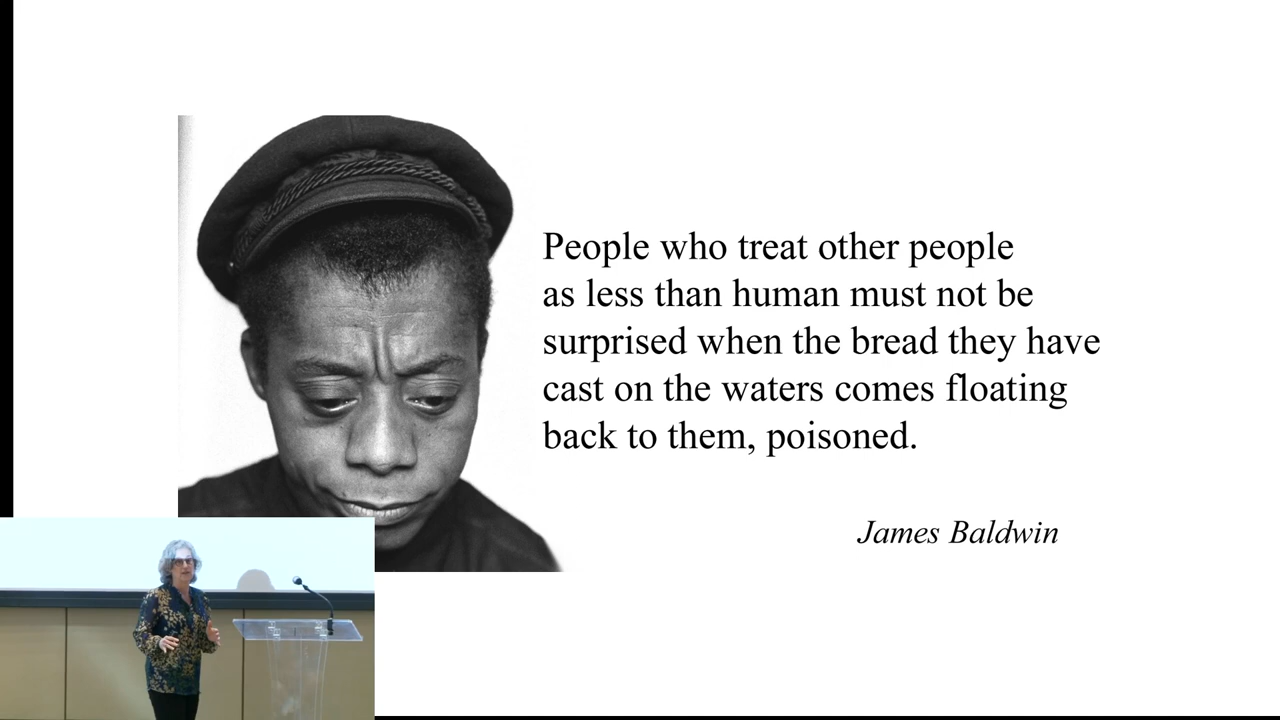 People who treat other people
as less than human must not be
surprised when the bread they have
cast on the waters comes floating
back to them, poisoned.
James Baldwin